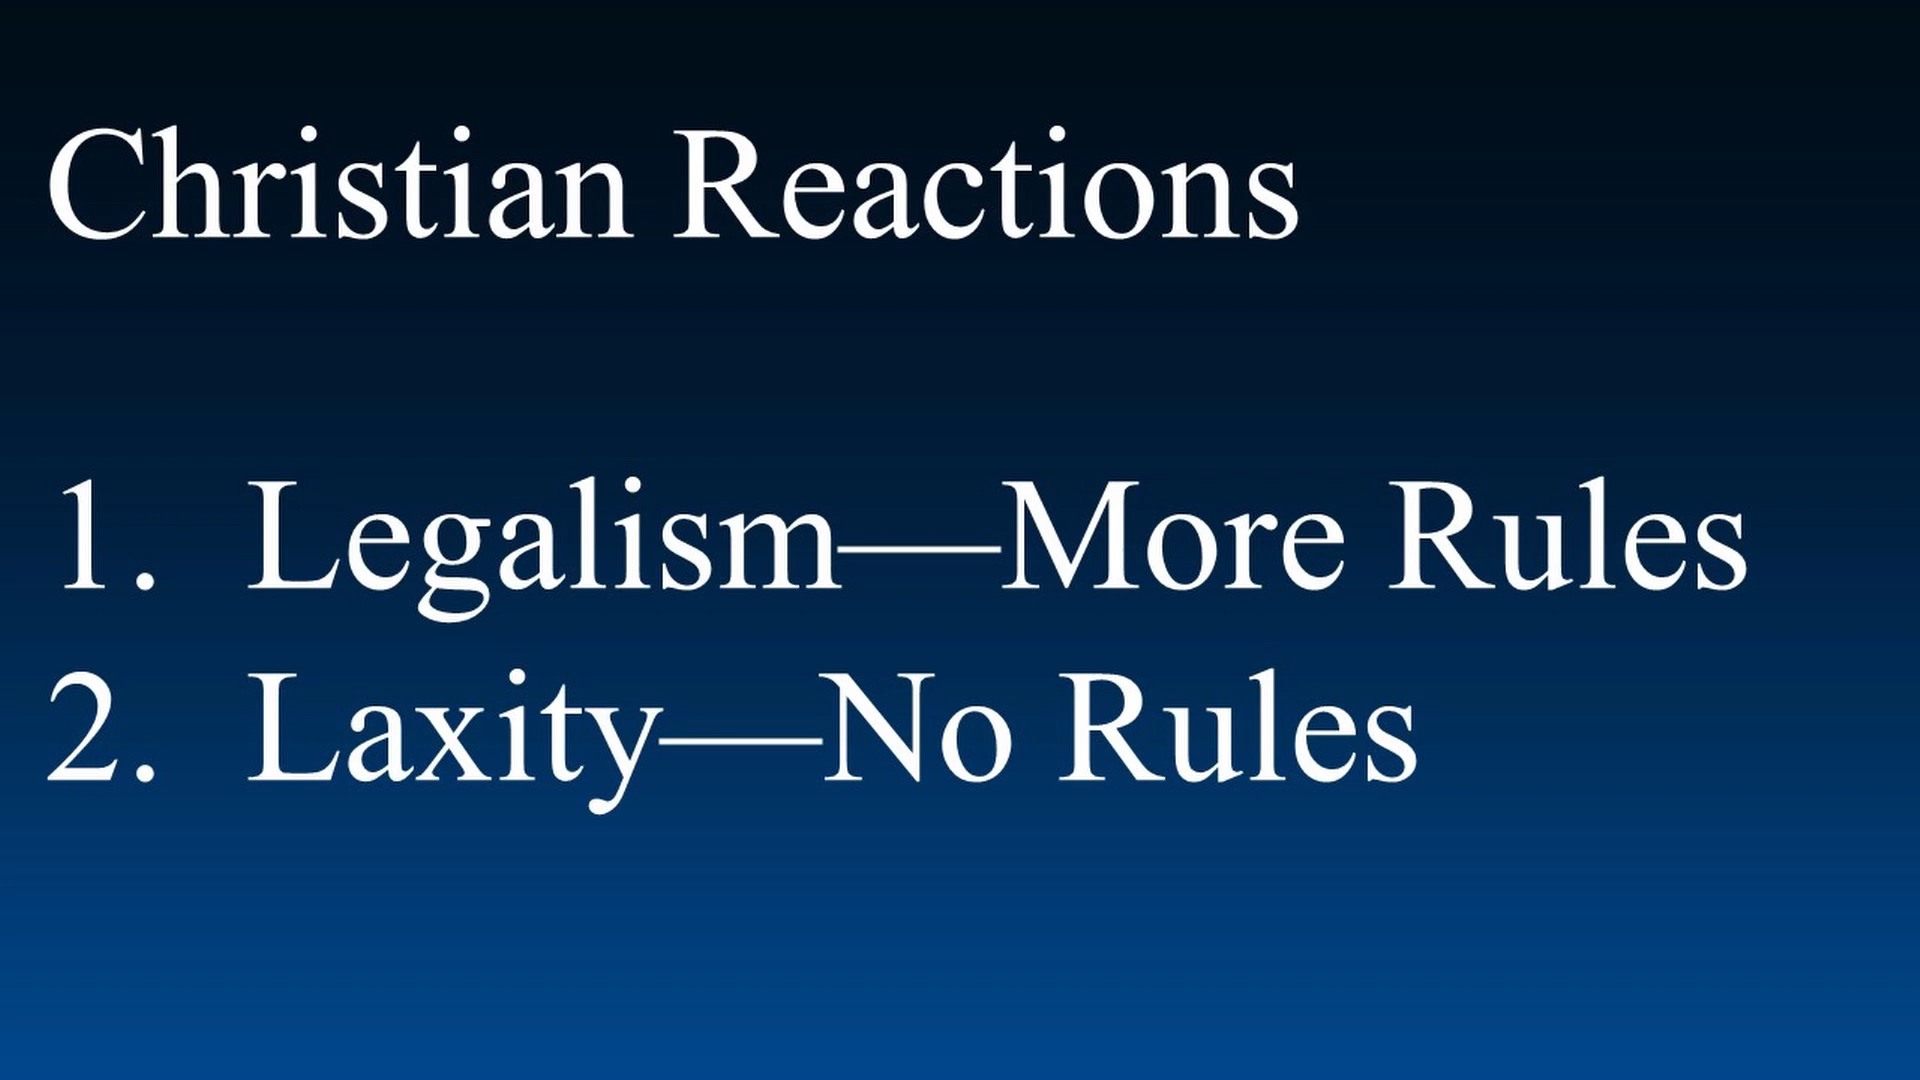 Christian Reactions
1. Legalism—More Rules
2. Laxity—No Rules